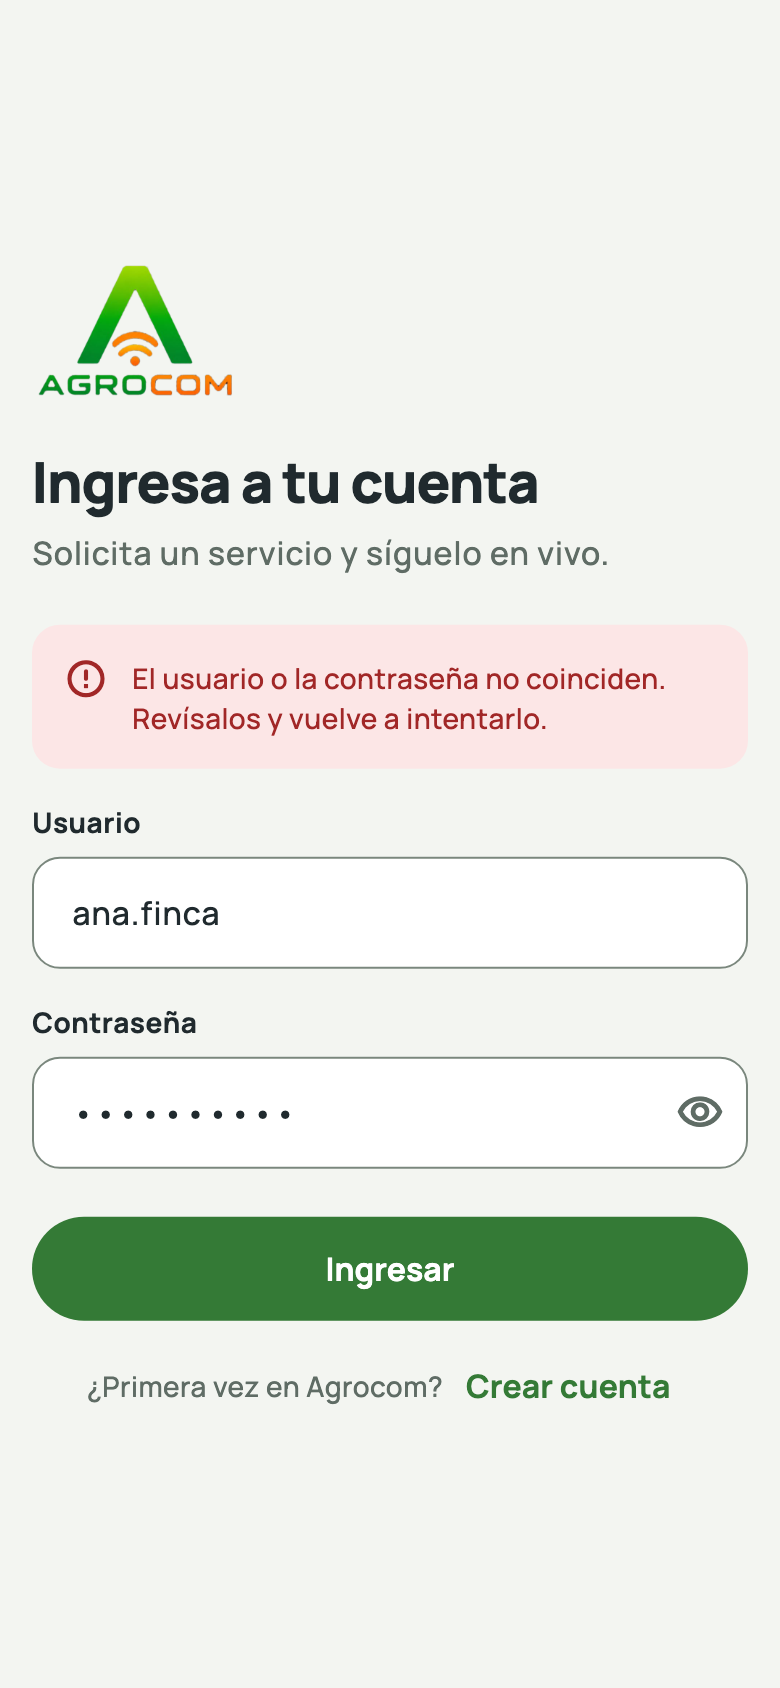 AGROCOM
Ingresa a tu cuenta
Solicita un servicio y síguelo en vivo.
El usuario o la contraseña no coinciden.
Revísalos y vuelve a intentarlo.
Usuario
ana.finca
Contraseña
••••••••••
Ingresar
¿Primera vez en Agrocom? Crear cuenta